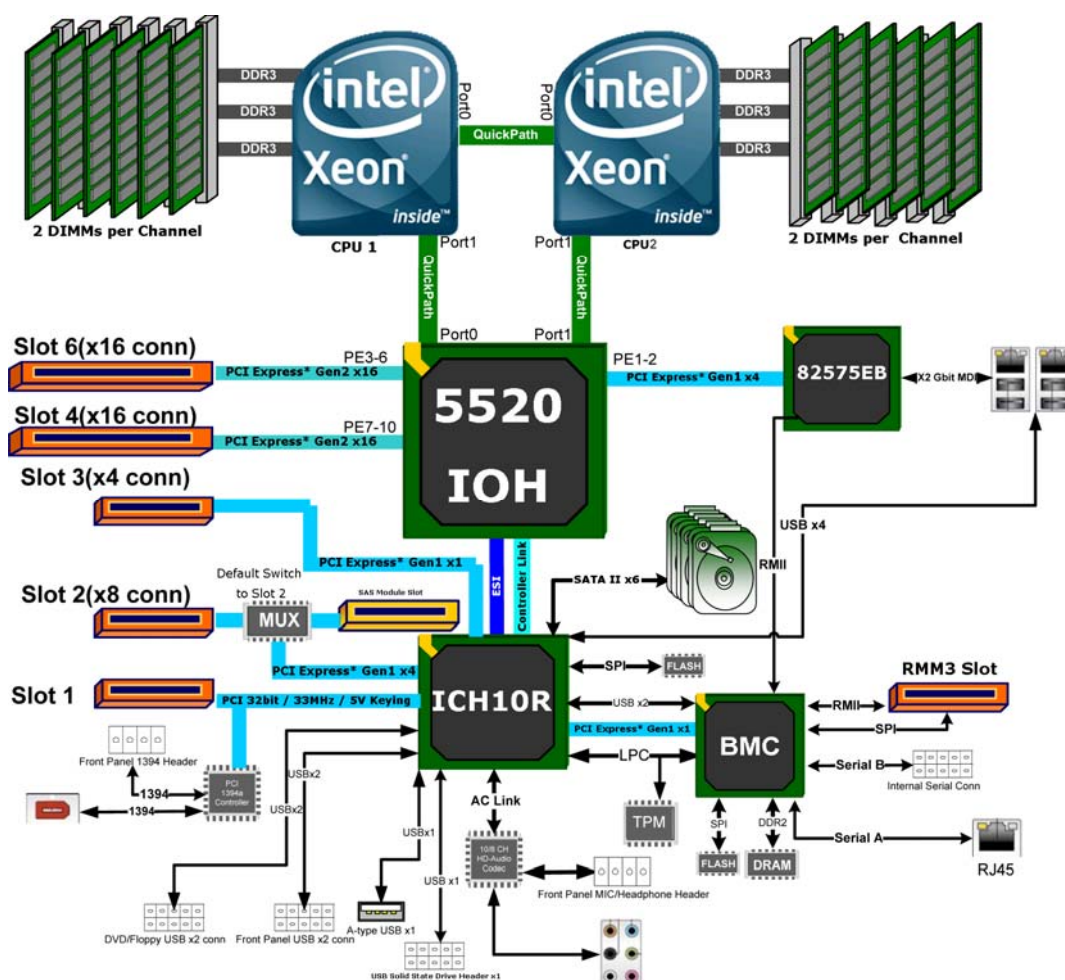 DDR3
DDR3
DDR3
intel®
Xeon®
inside™
Port0
QuickPath
Port0
intel®
Xeon®
inside™
DDR3
DDR3
DDR3
2 DIMMs per Channel
CPU 1
Port1
Port1
CPU2
2 DIMMs per Channel
QuickPath
QuickPath
Port0
Port1
Slot 6(x16 conn)
PE3-6
PCI Express* Gen2 x16
5520
IOH
PE1-2
PCI Express* Gen1 x4
82575EB
X2 Gbit MDI
Slot 4(x16 conn)
PE7-10
PCI Express* Gen2 x16
Slot 3(x4 conn)
PCI Express* Gen1 x1
ESI
Controller Link
SATA II x6
RMII
USB x4
Default Switch
to Slot 2
Slot 2(x8 conn)
MUX
SAS Module Slot
PCI Express* Gen1 x4
ICH10R
SPI
FLASH
Slot 1
PCI 32bit / 33MHz / 5V Keying
USB x2
PCI Express* Gen1 x1
BMC
RMII
RMM3 Slot
SPI
Front Panel 1394 Header
1394
1394
PCI
1394a
Controller
USBx2
USBx2
LPC
TPM
Serial B
Internal Serial Conn
USBx1
USB x1
AC Link
10/8 CH
HD-Audio
Codec
Front Panel MIC/Headphone Header
SPI
FLASH
DDR2
DRAM
Serial A
RJ45
DVD/Floppy USB x2 conn
Front Panel USB x2 conn
A-type USB x1
USB Solid State Drive Header x1